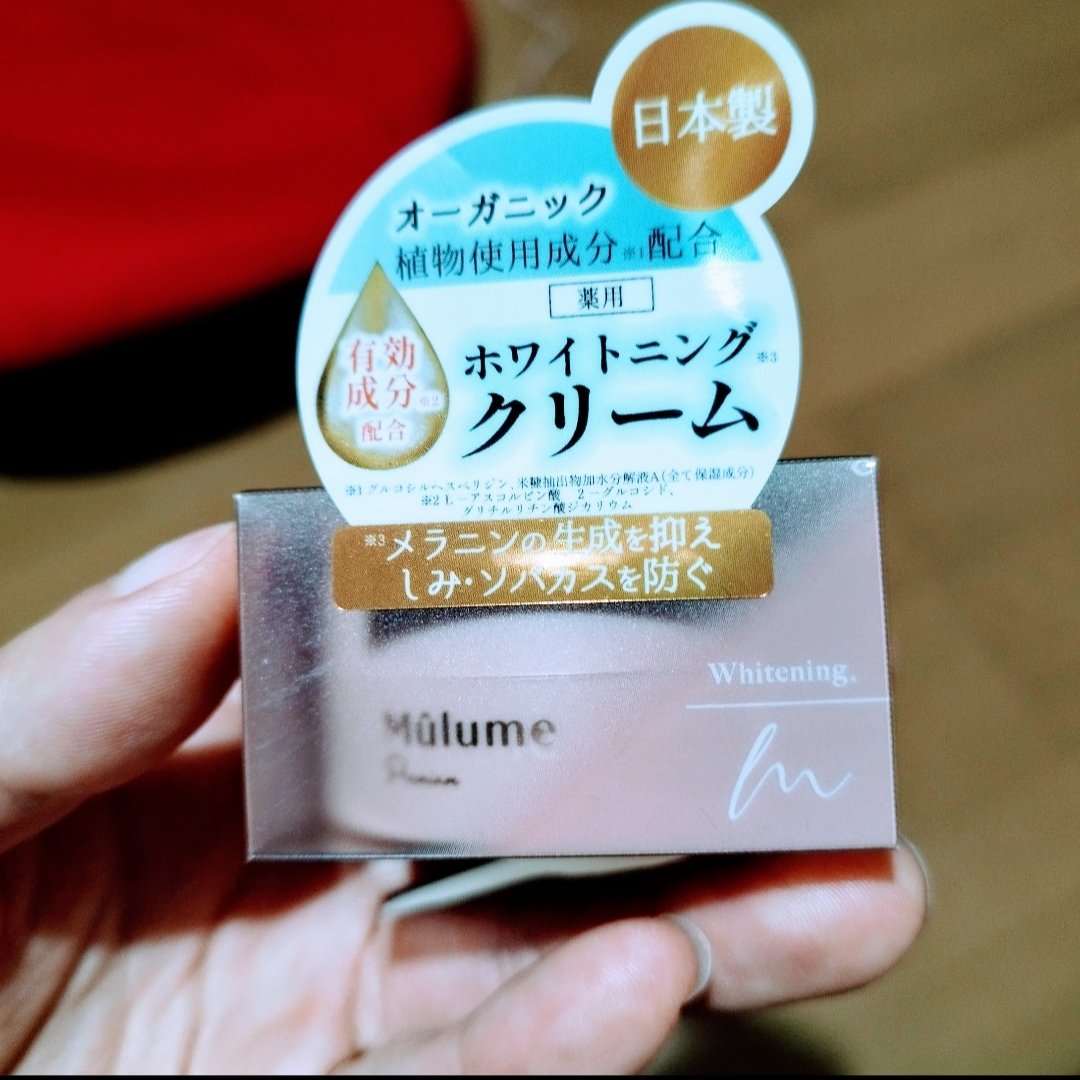 日本製
オーガニック
植物使用成分※1配合
薬用
有効
成分※2
配合
ホワイトニング※3
クリーム
※1 グルコシルヘスペリジン、米糠抽出物加水分解液A(全て保湿成分)
※2 L－アスコルビン酸　2－グルコシド、
グリチルリチン酸ジカリウム
※3メラニンの生成を抑え
しみ・ソバカスを防ぐ
Whitening.
Mûlume
Premium
m